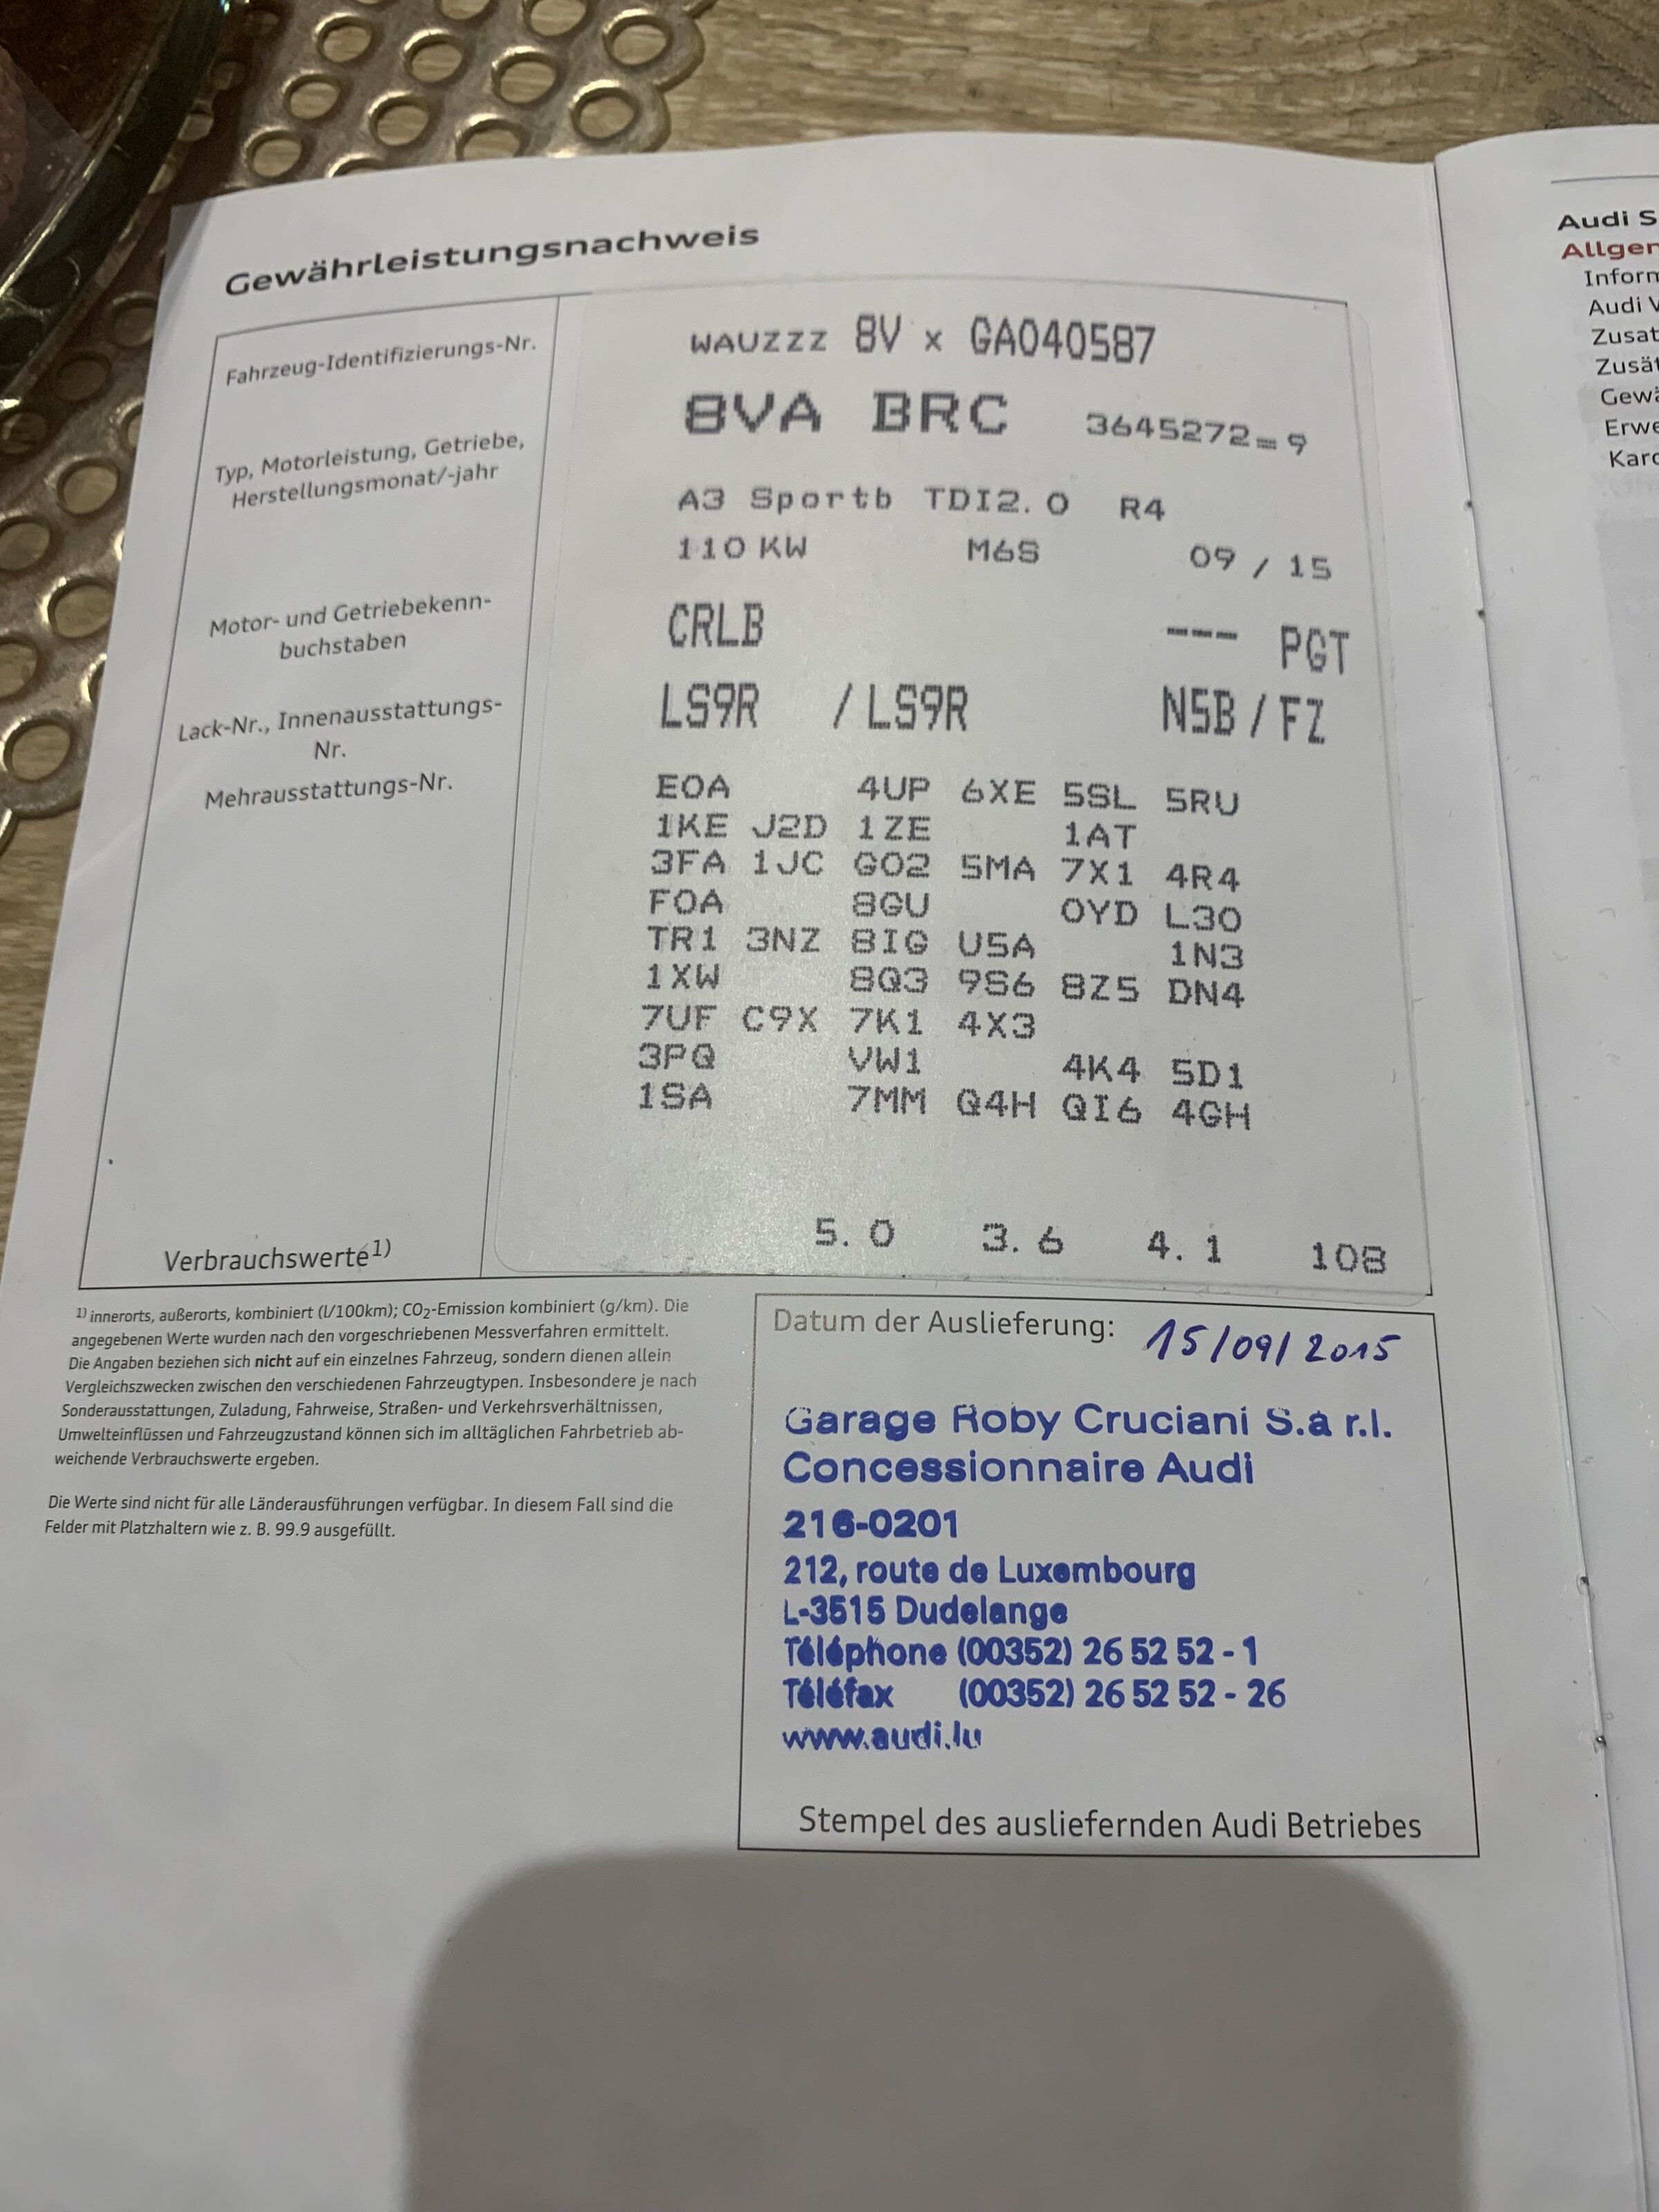 Gewährleistungsnachweis
Fahrzeug-Identifizierungs-Nr.
WAUZZZ 8V x GA040587
Typ, Motorleistung, Getriebe,
Herstellungsmonat/-jahr
8VA BRC 3645272=9
A3 Sportb TDI2.0 R4
110 KW M6S 09 / 15
Motor- und Getriebekenn-
buchstaben
CRLB --- PGT
Lack-Nr., Innenausstattungs-
Nr.
LS9R / LS9R N5B / FZ
Mehrausstattungs-Nr.
E0A 4UP 6XE 5SL 5RU
1KE J2D 1ZE 1AT
3FA 1JC G02 5MA 7X1 4R4
F0A 8GU 0YD L30
TR1 3NZ 8IG U5A 1N3
1XW 8Q3 9S6 8Z5 DN4
7UF C9X 7K1 4X3
3PQ VW1 4K4 5D1
1SA 7MM Q4H QI6 4GH
Verbrauchswerte1)
5.0 3.6 4.1 108
1) innerorts, außerorts, kombiniert (l/100km); CO2-Emission kombiniert (g/km). Die
angegebenen Werte wurden nach den vorgeschriebenen Messverfahren ermittelt.
Die Angaben beziehen sich nicht auf ein einzelnes Fahrzeug, sondern dienen allein
Vergleichszwecken zwischen den verschiedenen Fahrzeugtypen. Insbesondere je nach
Sonderausstattungen, Zuladung, Fahrweise, Straßen- und Verkehrsverhältnissen,
Umwelteinflüssen und Fahrzeugzustand können sich im alltäglichen Fahrbetrieb ab-
weichende Verbrauchswerte ergeben.
Die Werte sind nicht für alle Länderausführungen verfügbar. In diesem Fall sind die
Felder mit Platzhaltern wie z. B. 99.9 ausgefüllt.
Datum der Auslieferung: 15/09/2015
Garage Roby Cruciani S.a r.l.
Concessionnaire Audi
216-0201
212, route de Luxembourg
L-3515 Dudelange
Téléphone (00352) 26 52 52 - 1
Téléfax (00352) 26 52 52 - 26
www.audi.lu
Stempel des ausliefernden Audi Betriebes
Audi S
Allgem
Inform
Audi V
Zusat
Zusät
Gewä
Erwe
Karo